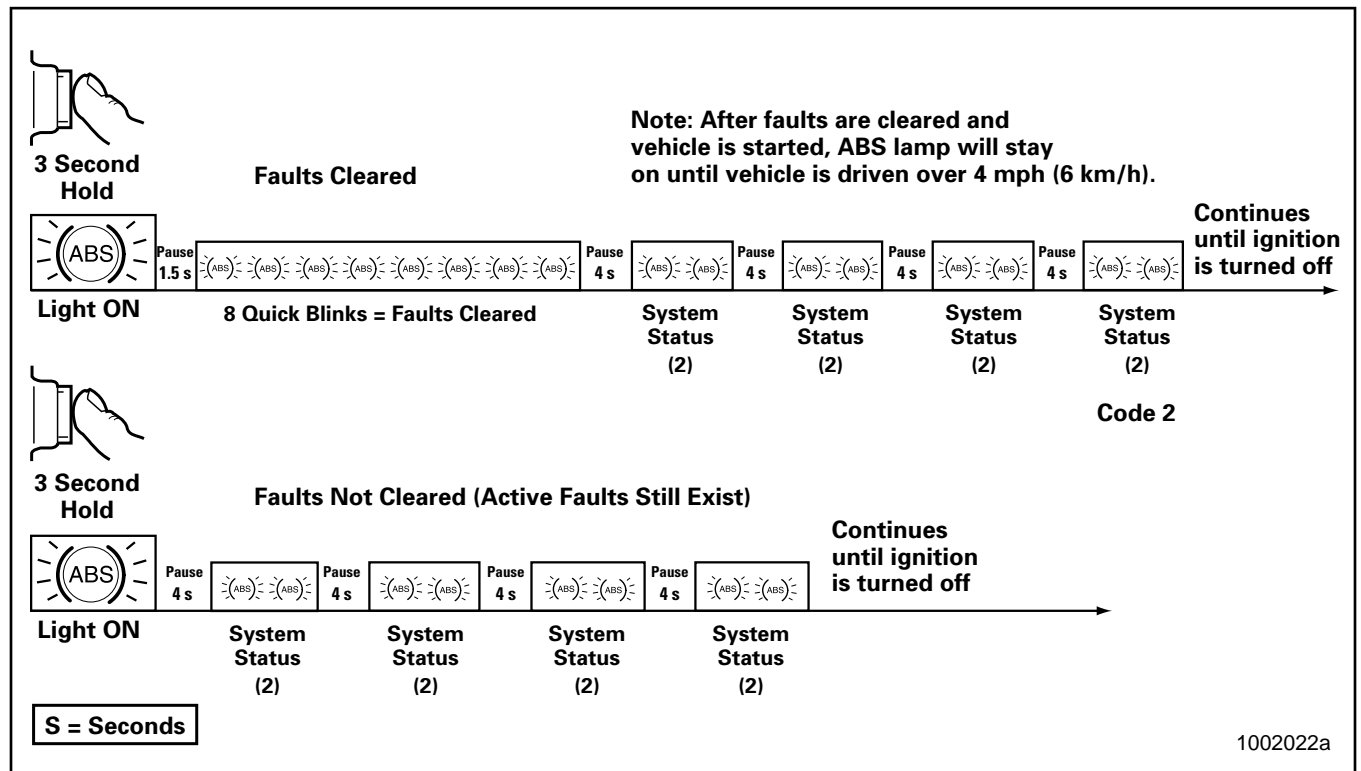 3 Second
Hold
Faults Cleared
Note: After faults are cleared and
vehicle is started, ABS lamp will stay
on until vehicle is driven over 4 mph (6 km/h).
Continues
until ignition
is turned off
ABS
Pause
1.5 s
ABS ABS ABS ABS ABS ABS ABS ABS
Pause
4 s
ABS ABS
Pause
4 s
ABS ABS
Pause
4 s
ABS ABS
Pause
4 s
ABS ABS
Light ON
8 Quick Blinks = Faults Cleared
System
Status
(2)
System
Status
(2)
System
Status
(2)
System
Status
(2)
Code 2
3 Second
Hold
Faults Not Cleared (Active Faults Still Exist)
Continues
until ignition
is turned off
ABS
Pause
4 s
ABS ABS
Pause
4 s
ABS ABS
Pause
4 s
ABS ABS
Pause
4 s
ABS ABS
Light ON
System
Status
(2)
System
Status
(2)
System
Status
(2)
System
Status
(2)
S = Seconds
1002022a